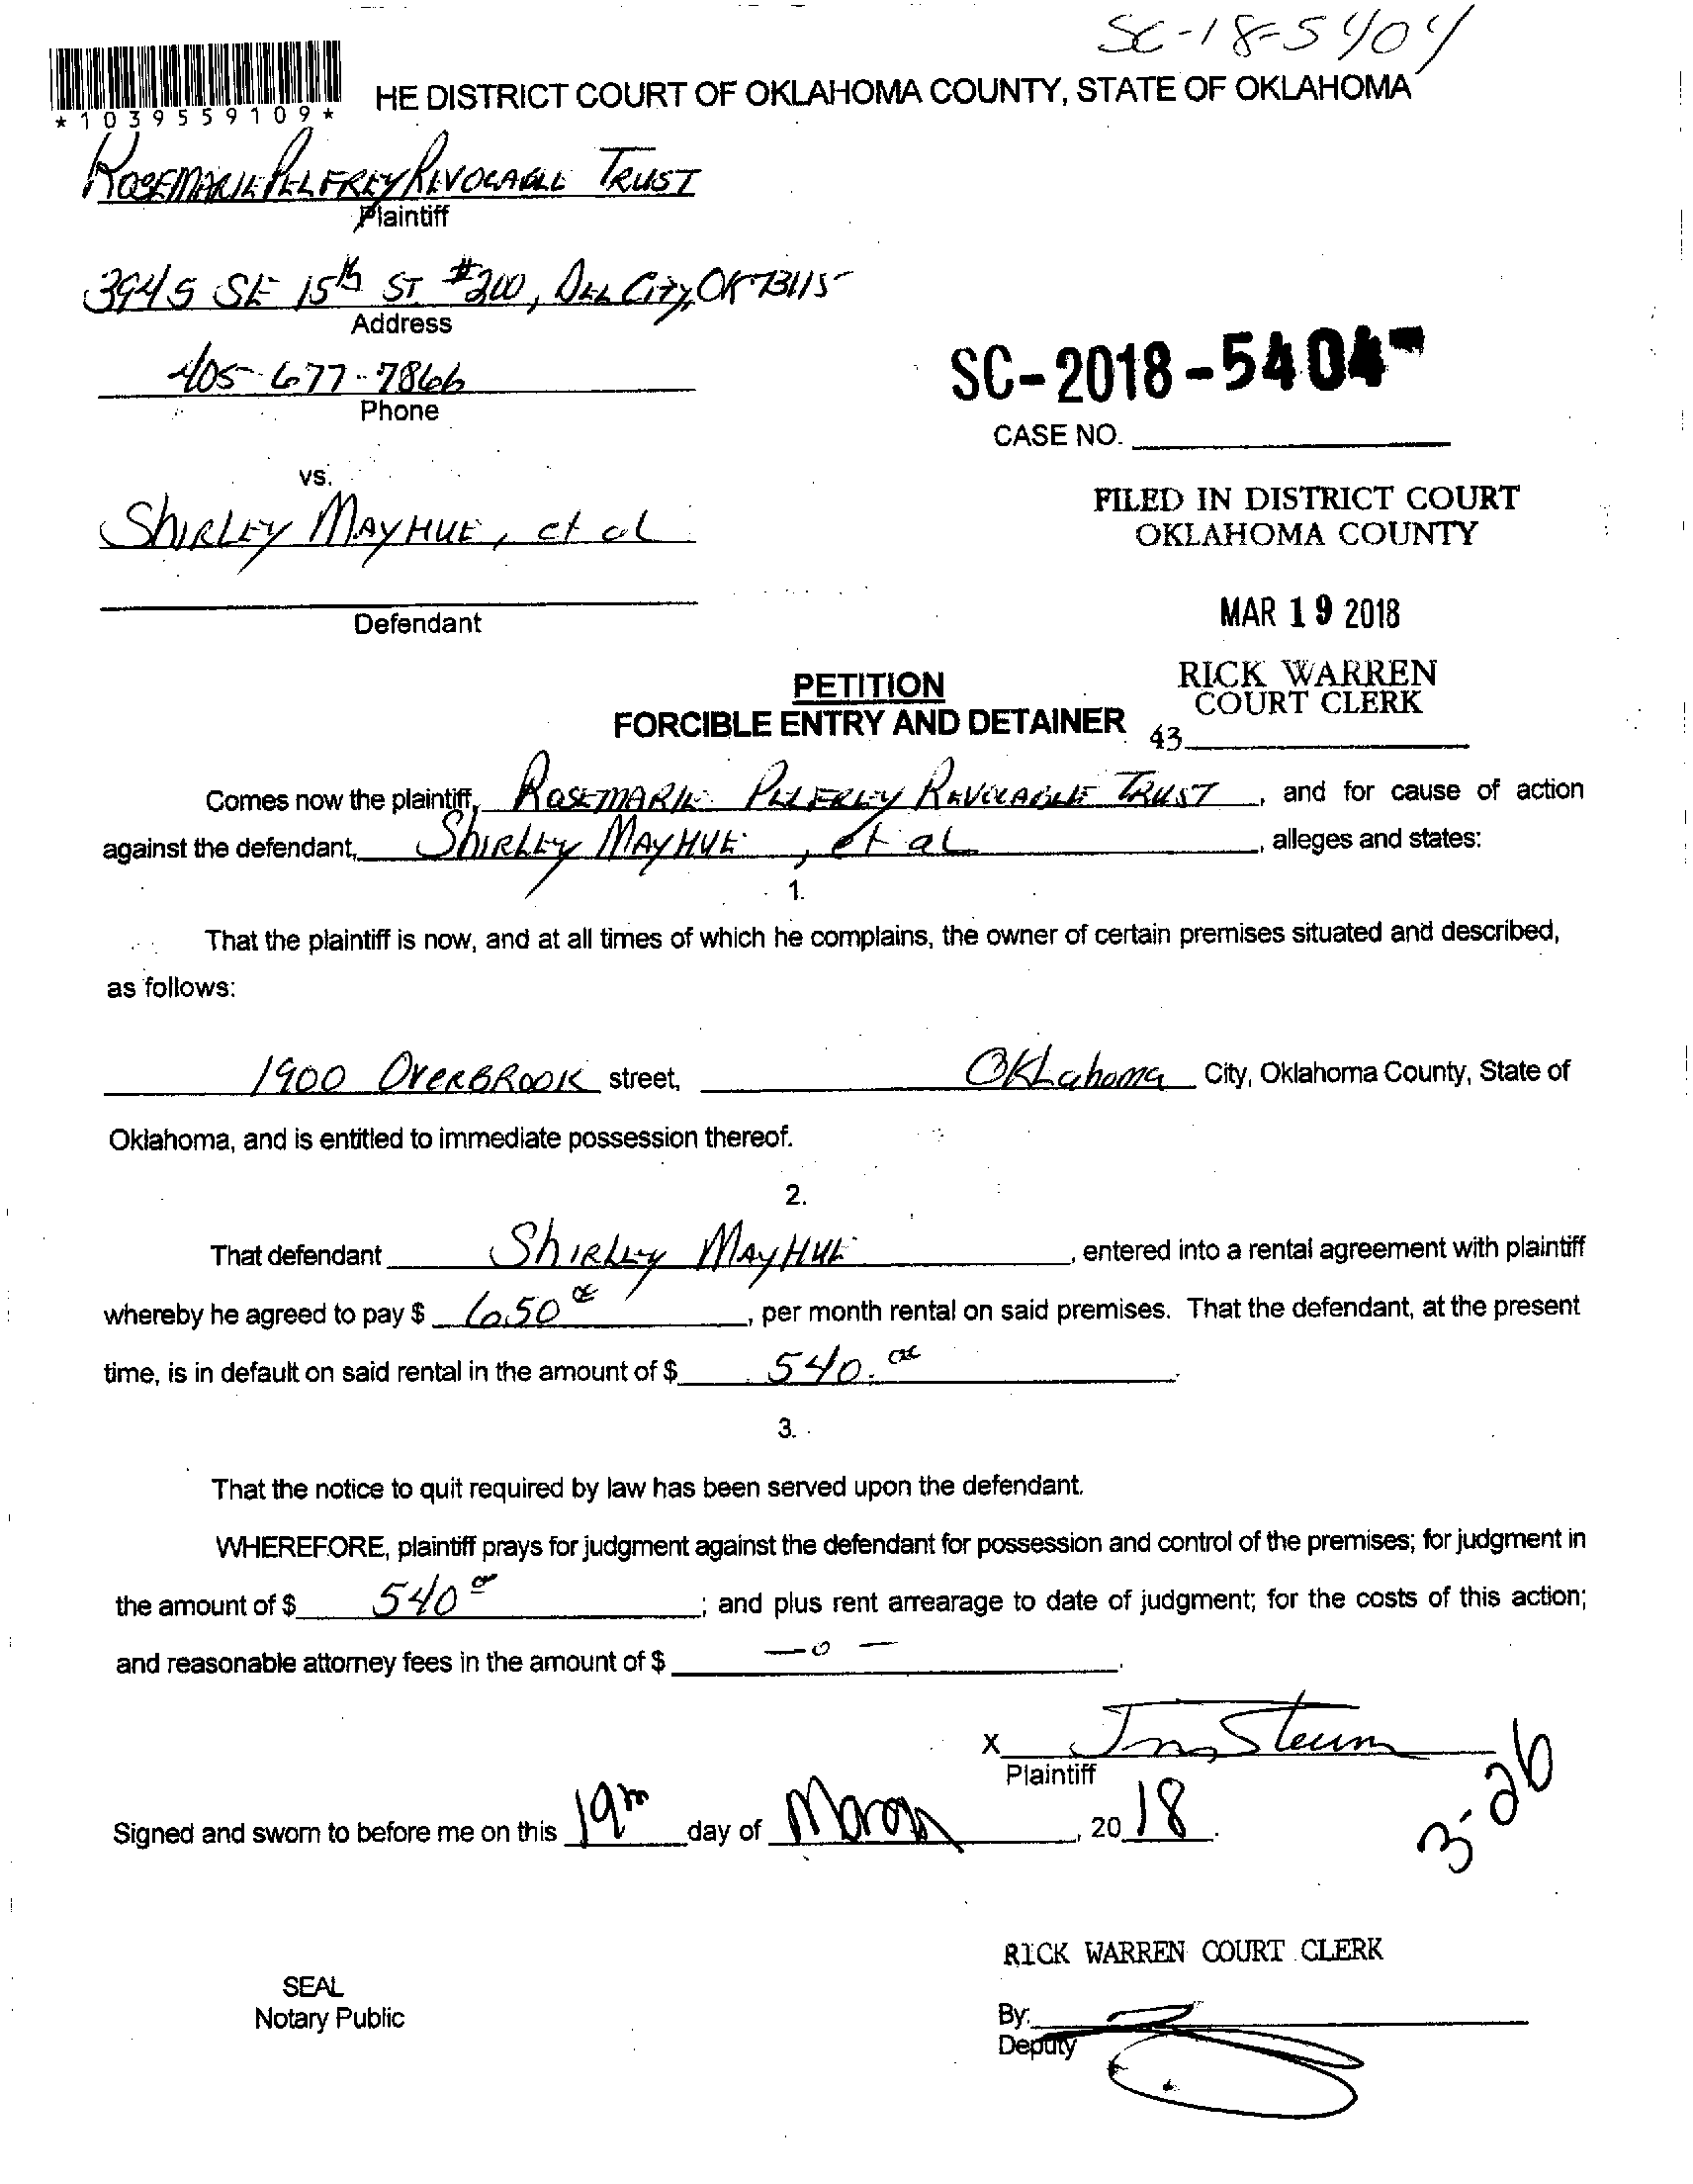 SC-18-5404
HE DISTRICT COURT OF OKLAHOMA COUNTY, STATE OF OKLAHOMA
*1039559109*
ROSEMARIE PELFREY REVOCABLE TRUST
Plaintiff
3945 SE 15th ST #200, DEL CITY, OK 73115
Address
405-677-7866
Phone
SC-2018-5404
CASE NO.
vs.
SHIRLEY MAYHUE, et al
FILED IN DISTRICT COURT
OKLAHOMA COUNTY
Defendant
MAR 19 2018
PETITION
RICK WARREN
COURT CLERK
FORCIBLE ENTRY AND DETAINER
43
Comes now the plaintiff, ROSEMARIE PELFREY REVOCABLE TRUST, and for cause of action
against the defendant, SHIRLEY MAYHUE, et al, alleges and states:
1.
That the plaintiff is now, and at all times of which he complains, the owner of certain premises situated and described,
as follows:
1900 OVERBROOK street, OKLahoma City, Oklahoma County, State of
Oklahoma, and is entitled to immediate possession thereof.
2.
That defendant SHIRLEY MAYHUE, entered into a rental agreement with plaintiff
whereby he agreed to pay $ 650 00, per month rental on said premises. That the defendant, at the present
time, is in default on said rental in the amount of $ 540.00.
3.
That the notice to quit required by law has been served upon the defendant.
WHEREFORE, plaintiff prays for judgment against the defendant for possession and control of the premises; for judgment in
the amount of $ 540 00; and plus rent arrearage to date of judgment; for the costs of this action;
and reasonable attorney fees in the amount of $ -0-.
X
Plaintiff
3-26
Signed and sworn to before me on this 19th day of March, 2018.
RICK WARREN COURT CLERK
SEAL
Notary Public
By:
Deputy